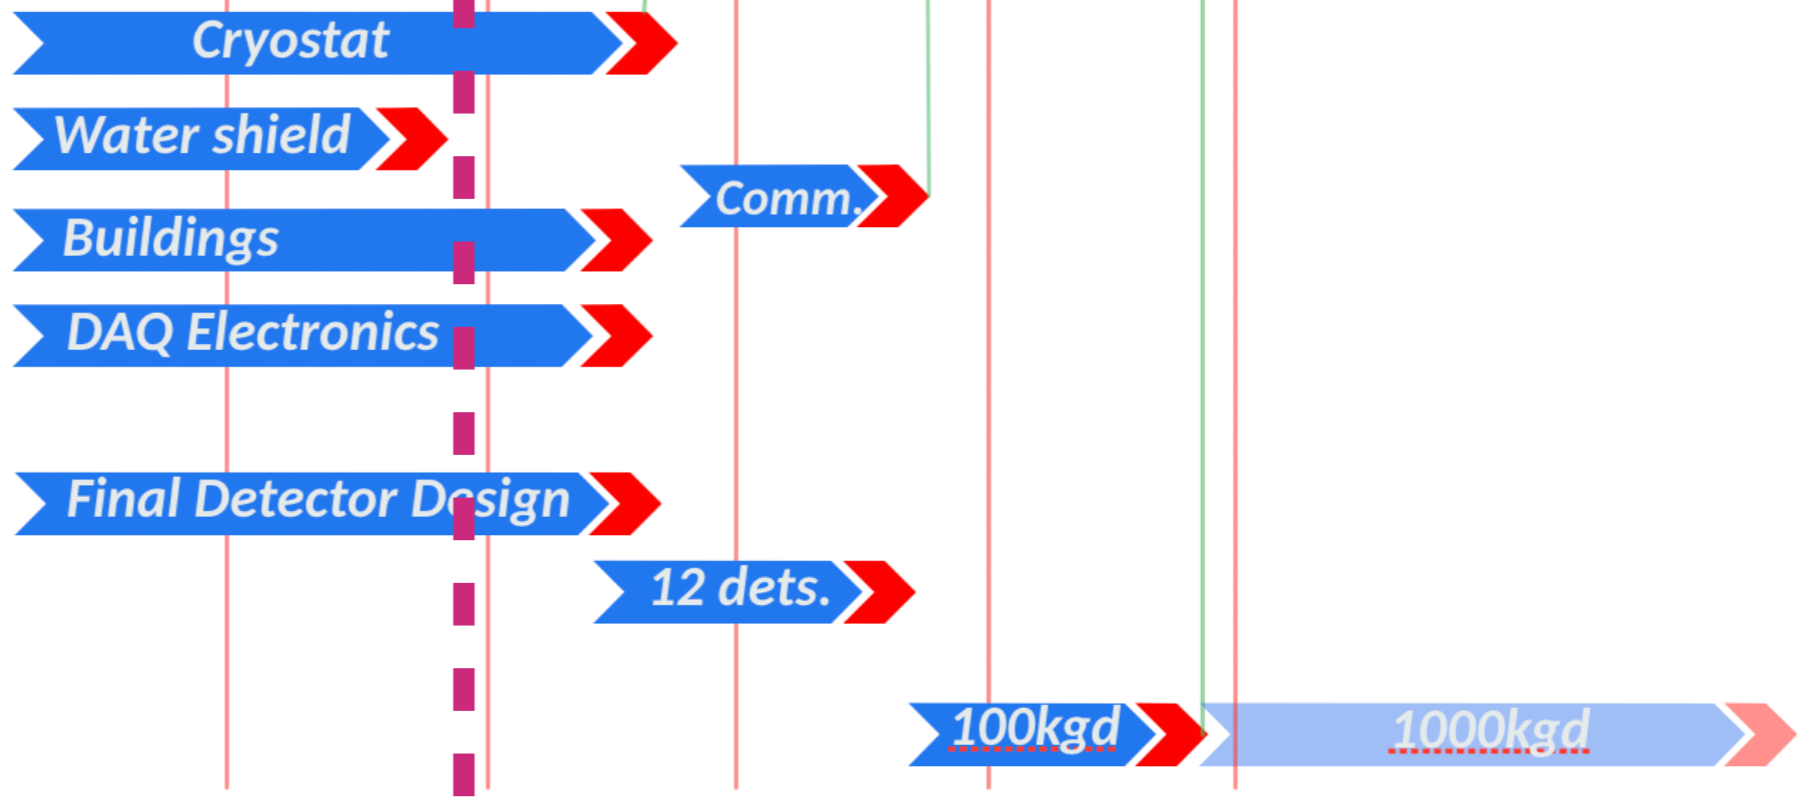 Cryostat
Water shield
Comm.
Buildings
DAQ Electronics
Final Detector Design
12 dets.
100kgd
1000kgd